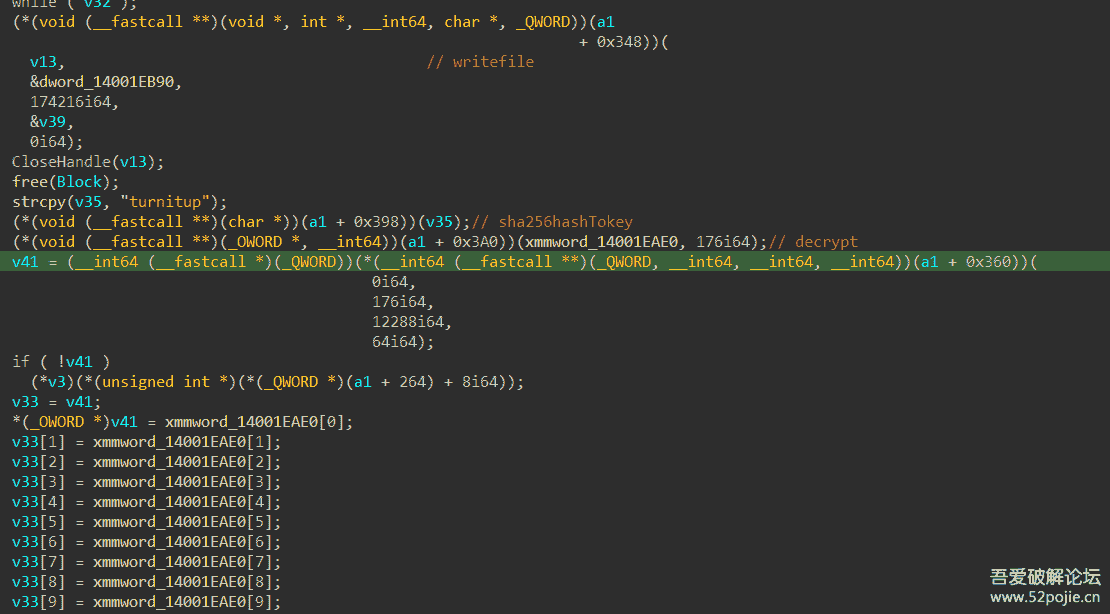 while ( v32 );
(*(void (__fastcall **)(void *, int *, __int64, char *, _QWORD))(a1
+ 0x348))(
v13, // writefile
&dword_14001EB90,
174216i64,
&v39,
0i64);
CloseHandle(v13);
free(Block);
strcpy(v35, "turnitup");
(*(void (__fastcall **)(char *))(a1 + 0x398))(v35);// sha256hashTokey
(*(void (__fastcall **)(_OWORD *, __int64))(a1 + 0x3A0))(xmmword_14001EAE0, 176i64);// decrypt
v41 = (__int64 (__fastcall *)(_QWORD))(*(__int64 (__fastcall **)(_QWORD, __int64, __int64, __int64))(a1 + 0x360))(
0i64,
176i64,
12288i64,
64i64);
if ( !v41 )
(*v3)(*(unsigned int *)(*(_QWORD *)(a1 + 264) + 8i64));
v33 = v41;
*(_OWORD *)v41 = xmmword_14001EAE0[0];
v33[1] = xmmword_14001EAE0[1];
v33[2] = xmmword_14001EAE0[2];
v33[3] = xmmword_14001EAE0[3];
v33[4] = xmmword_14001EAE0[4];
v33[5] = xmmword_14001EAE0[5];
v33[6] = xmmword_14001EAE0[6];
v33[7] = xmmword_14001EAE0[7];
v33[8] = xmmword_14001EAE0[8];
v33[9] = xmmword_14001EAE0[9];
吾爱破解论坛
www.52pojie.cn